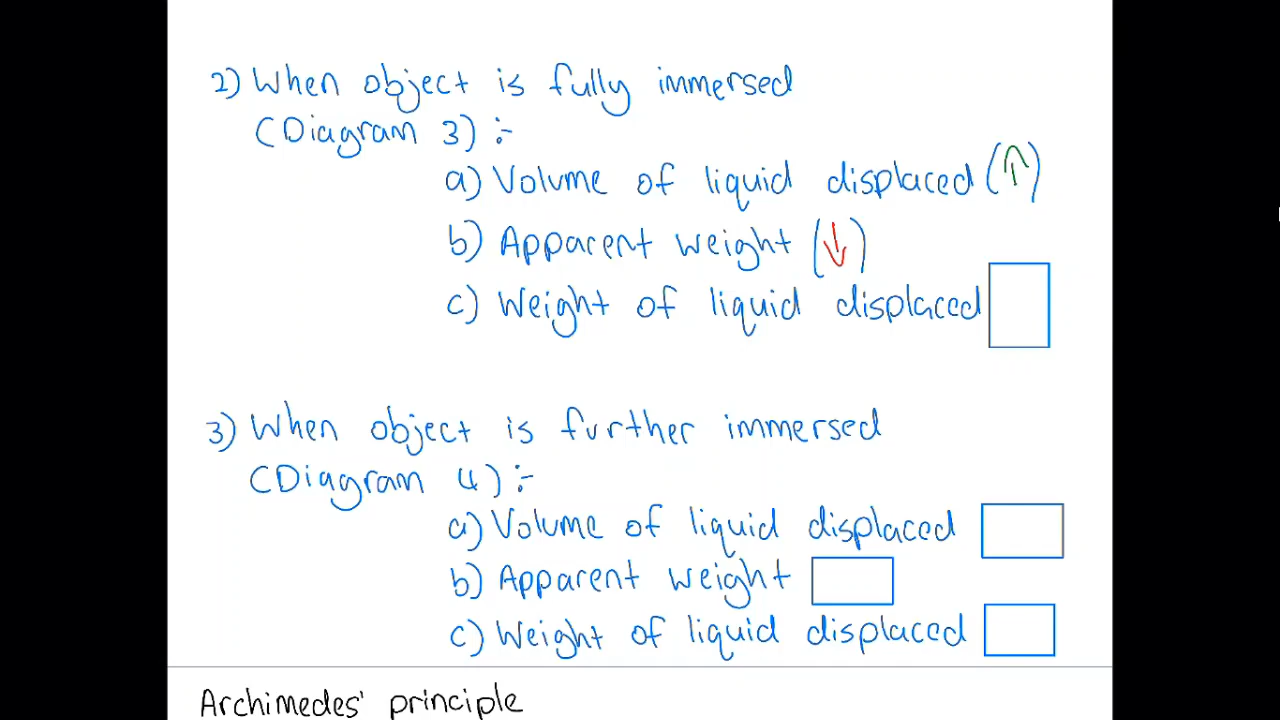 2) When object is fully immersed
(Diagram 3) :-
a) Volume of liquid displaced (↑)
b) Apparent weight (↓)
c) Weight of liquid displaced
3) When object is further immersed
(Diagram 4) :-
a) Volume of liquid displaced
b) Apparent weight
c) Weight of liquid displaced
Archimedes' principle